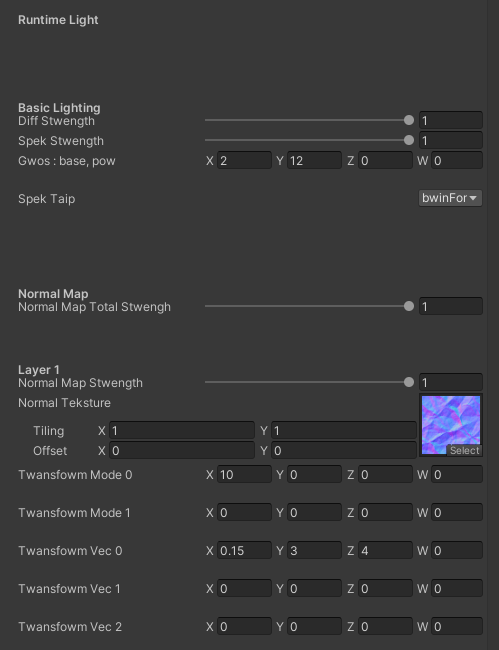 Runtime Light
Basic Lighting
Diff Stwength 1
Spek Stwength 1
Gwos : base, pow X 2 Y 12 Z 0 W 0
Spek Taip bwinFor
Normal Map
Normal Map Total Stwengh 1
Layer 1
Normal Map Stwength 1
Normal Teksture
Tiling X 1 Y 1
Offset X 0 Y 0
Select
Twansfowm Mode 0 X 10 Y 0 Z 0 W 0
Twansfowm Mode 1 X 0 Y 0 Z 0 W 0
Twansfowm Vec 0 X 0.15 Y 3 Z 4 W 0
Twansfowm Vec 1 X 0 Y 0 Z 0 W 0
Twansfowm Vec 2 X 0 Y 0 Z 0 W 0